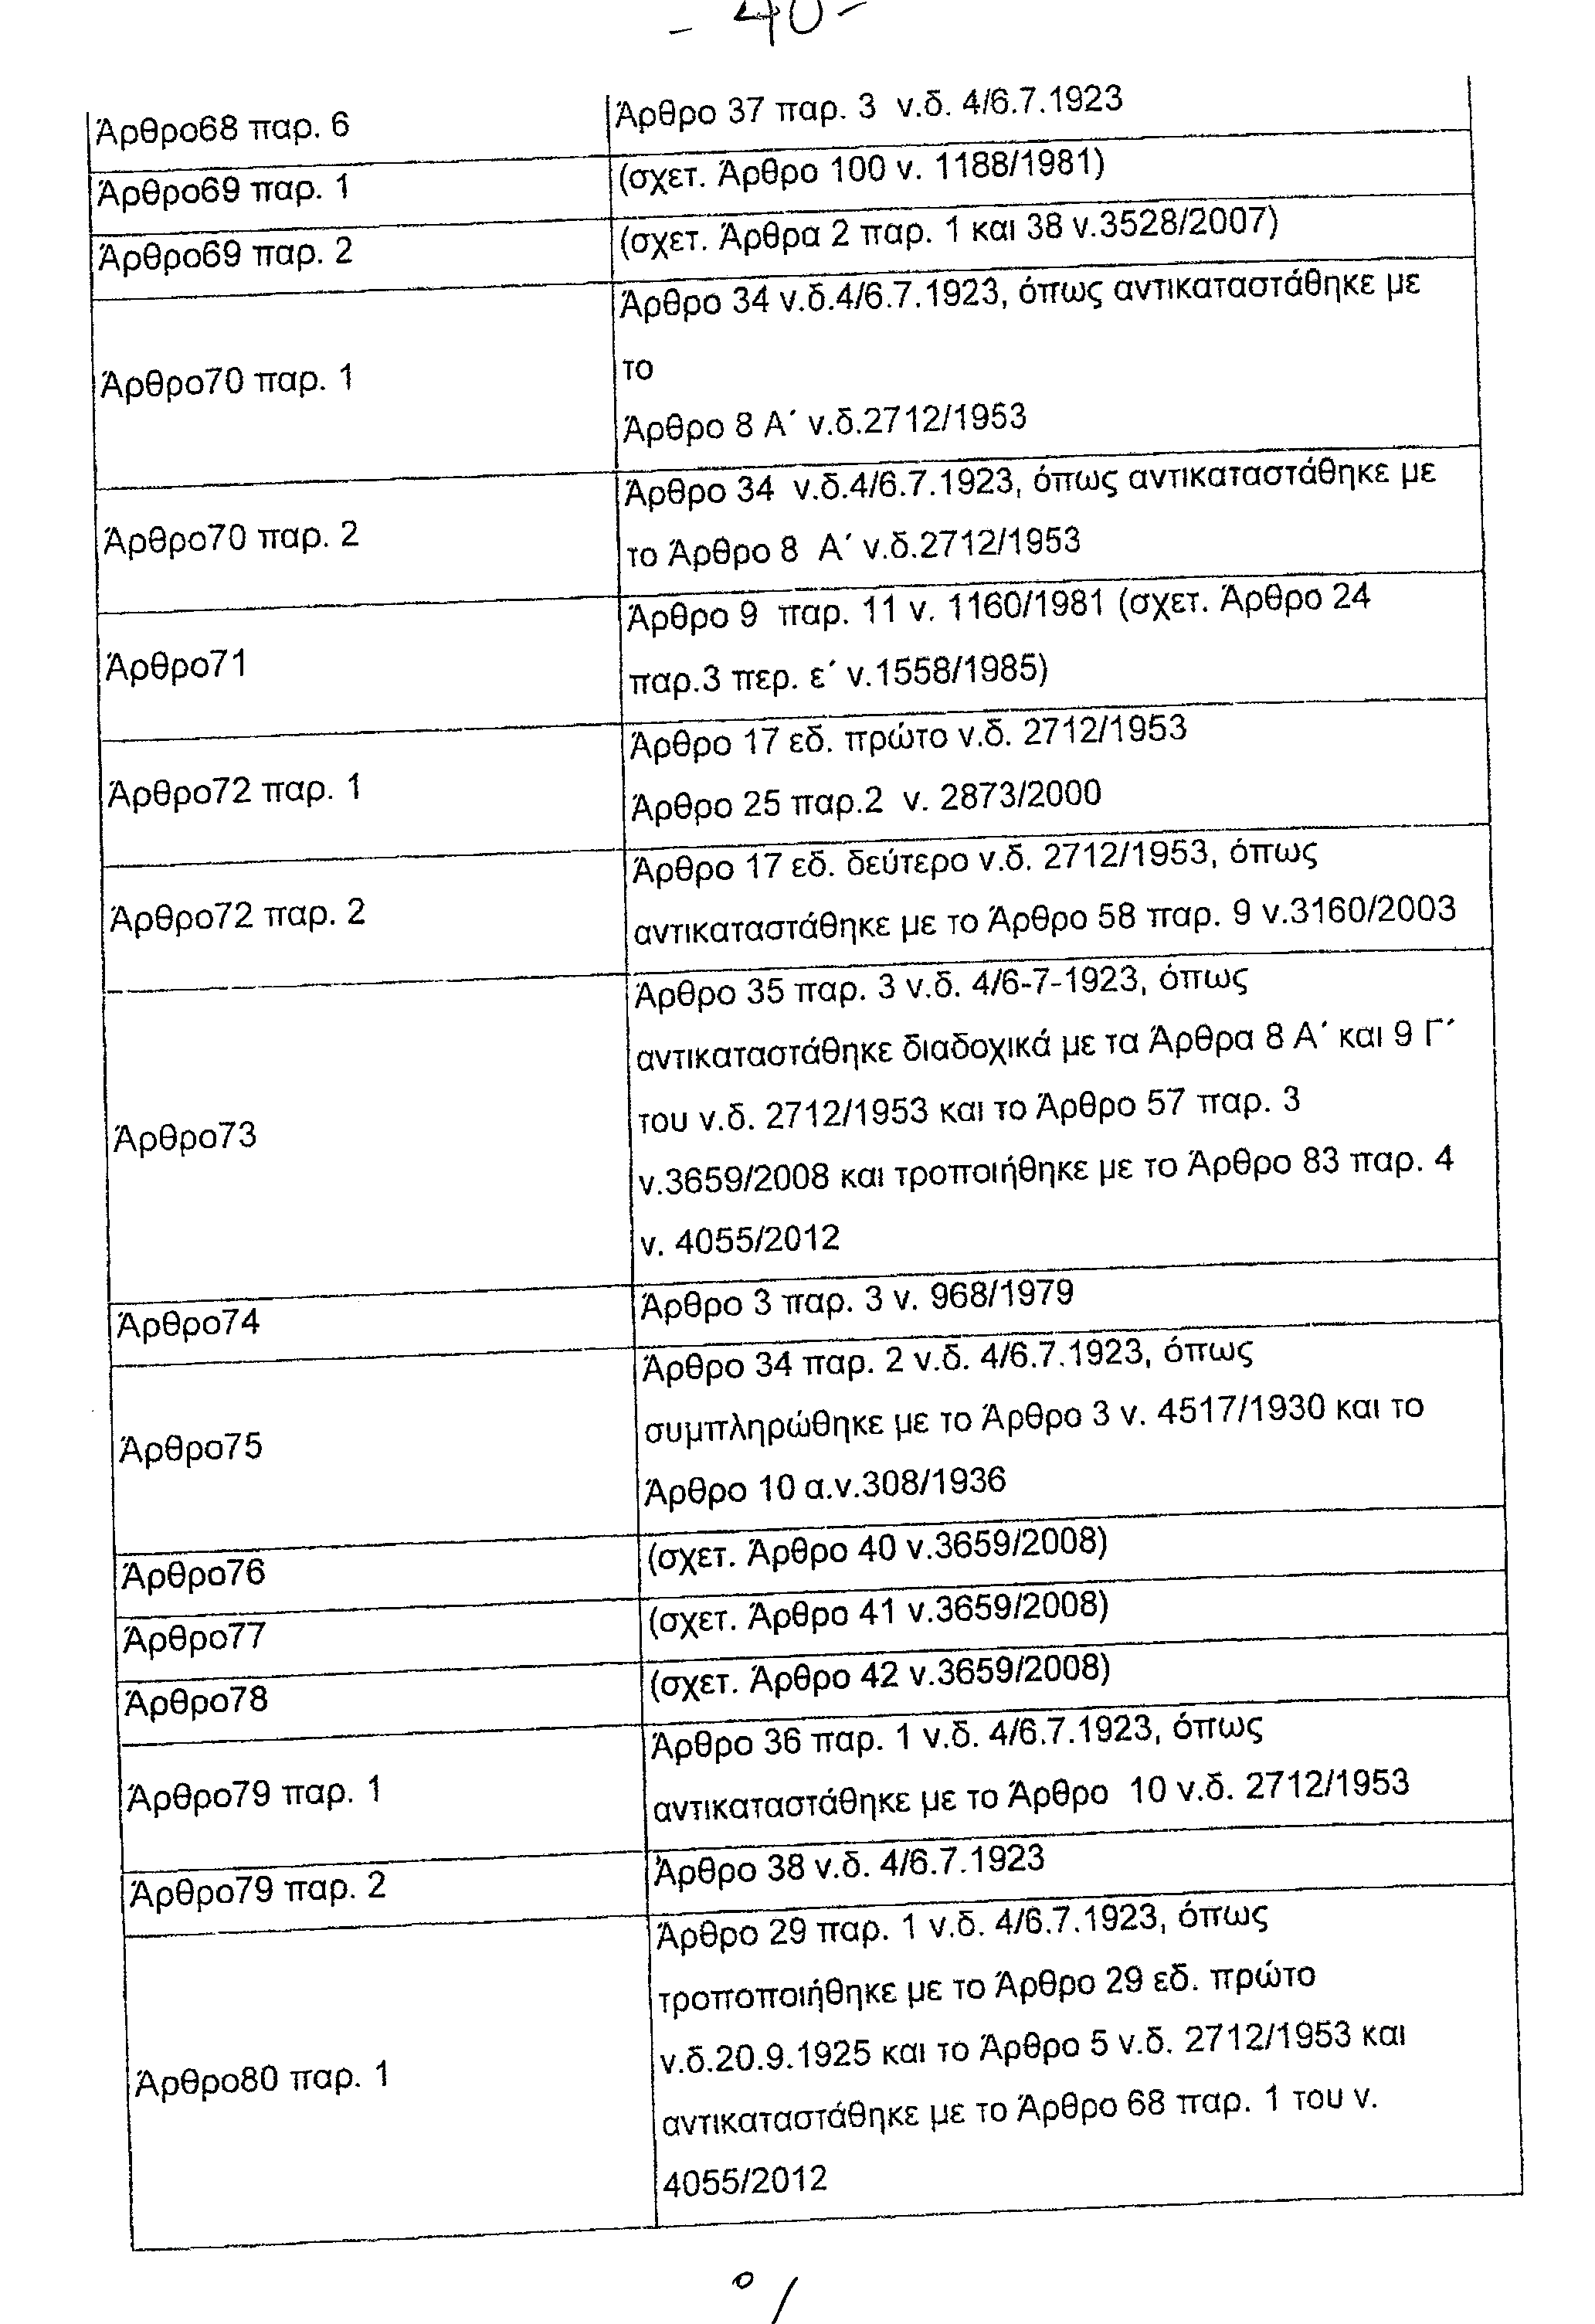 - 40 -
Άρθρο68 παρ. 6
Άρθρο 37 παρ. 3 ν.δ. 4/6.7.1923
Άρθρο69 παρ. 1
(σχετ. Άρθρο 100 ν. 1188/1981)
Άρθρο69 παρ. 2
(σχετ. Άρθρα 2 παρ. 1 και 38 ν.3528/2007)
Άρθρο70 παρ. 1
Άρθρο 34 ν.δ.4/6.7.1923, όπως αντικαταστάθηκε με
το
Άρθρο 8 Α΄ ν.δ.2712/1953
Άρθρο70 παρ. 2
Άρθρο 34 ν.δ.4/6.7.1923, όπως αντικαταστάθηκε με
το Άρθρο 8 Α΄ ν.δ.2712/1953
Άρθρο71
Άρθρο 9 παρ. 11 ν. 1160/1981 (σχετ. Άρθρο 24
παρ.3 περ. ε΄ ν.1558/1985)
Άρθρο72 παρ. 1
Άρθρο 17 εδ. πρώτο ν.δ. 2712/1953
Άρθρο 25 παρ.2 ν. 2873/2000
Άρθρο72 παρ. 2
Άρθρο 17 εδ. δεύτερο ν.δ. 2712/1953, όπως
αντικαταστάθηκε με το Άρθρο 58 παρ. 9 ν.3160/2003
Άρθρο73
Άρθρο 35 παρ. 3 ν.δ. 4/6-7-1923, όπως
αντικαταστάθηκε διαδοχικά με τα Άρθρα 8 Α΄ και 9 Γ΄
του ν.δ. 2712/1953 και το Άρθρο 57 παρ. 3
ν.3659/2008 και τροποιήθηκε με το Άρθρο 83 παρ. 4
ν. 4055/2012
Άρθρο74
Άρθρο 3 παρ. 3 ν. 968/1979
Άρθρο75
Άρθρο 34 παρ. 2 ν.δ. 4/6.7.1923, όπως
συμπληρώθηκε με το Άρθρο 3 ν. 4517/1930 και το
Άρθρο 10 α.ν.308/1936
Άρθρο76
(σχετ. Άρθρο 40 ν.3659/2008)
Άρθρο77
(σχετ. Άρθρο 41 ν.3659/2008)
Άρθρο78
(σχετ. Άρθρο 42 ν.3659/2008)
Άρθρο79 παρ. 1
Άρθρο 36 παρ. 1 ν.δ. 4/6.7.1923, όπως
αντικαταστάθηκε με το Άρθρο 10 ν.δ. 2712/1953
Άρθρο79 παρ. 2
Άρθρο 38 ν.δ. 4/6.7.1923
Άρθρο80 παρ. 1
Άρθρο 29 παρ. 1 ν.δ. 4/6.7.1923, όπως
τροποποιήθηκε με το Άρθρο 29 εδ. πρώτο
ν.δ.20.9.1925 και το Άρθρο 5 ν.δ. 2712/1953 και
αντικαταστάθηκε με το Άρθρο 68 παρ. 1 του ν.
4055/2012